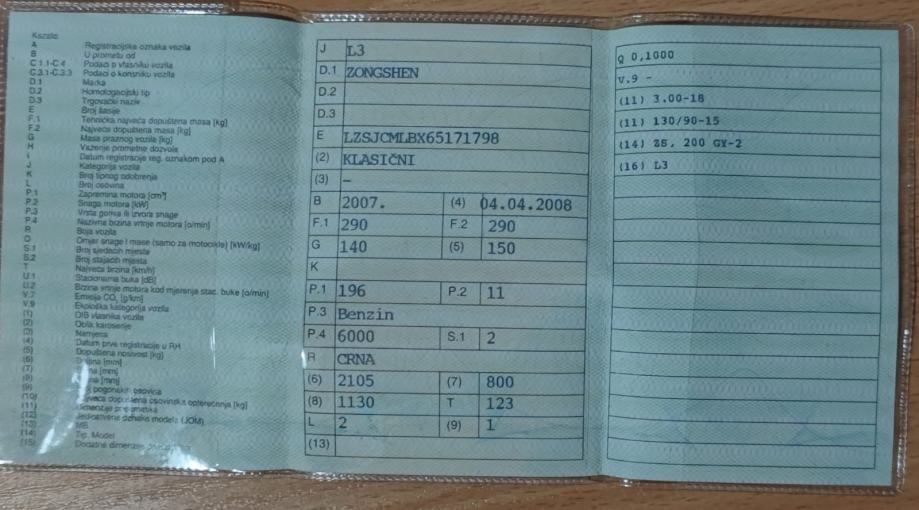 Kazalo:
A Registracijska oznaka vozila
B U prometu od
C.1.1-C.4 Podaci o vlasniku vozila
C.3.1-C.3.3 Podaci o korisniku vozila
D.1 Marka
D.2 Homologacijski tip
D.3 Trgovački naziv
E Broj šasije
F.1 Tehnička najveća dopuštena masa [kg]
F.2 Najveća dopuštena masa [kg]
G Masa praznog vozila [kg]
H Važenje prometne dozvole
I Datum registracije reg. oznakom pod A
J Kategorija vozila
K Broj tipnog odobrenja
L Broj osovina
P.1 Zapremina motora [cm³]
P.2 Snaga motora [kW]
P.3 Vrsta goriva ili izvora snage
P.4 Nazivna brzina vrtnje motora [o/min]
R Boja vozila
Q Omjer snage i mase (samo za motocikle) [kW/kg]
S.1 Broj sjedećih mjesta
S.2 Broj stajaćih mjesta
T Najveća brzina [km/h]
U.1 Stacionarna buka [dB]
U.2 Brzina vrtnje motora kod mjerenja stac. buke [o/min]
V.7 Emisija CO₂ [g/km]
V.9 Ekološka kategorija vozila
(1) OIB vlasnika vozila
(2) Oblik karoserije
(3) Namjena
(4) Datum prve registracije u RH
(5) Dopuštena nosivost [kg]
(6) [mm]
(7) [mm]
(8) [mm]
(9) pogonskih osovina
(10) dopuštena osovinska opterećenja [kg]
(11)
(12) oznaka modela (JOM)
(13) MB
(14) Tip, Model
(15) Dodatne dimenzije
J L3
D.1 ZONGSHEN
D.2
D.3
E LZSJCMLBX65171798
(2) KLASIČNI
(3) –
B 2007. (4) 04.04.2008
F.1 290 F.2 290
G 140 (5) 150
K
P.1 196 P.2 11
P.3 Benzin
P.4 6000 S.1 2
R CRNA
(6) 2105 (7) 800
(8) 1130 T 123
L 2 (9) 1
(13)
Q 0,1000
V.9 -
(11) 3.00-18
(11) 130/90-15
(14) ZS, 200 GY-2
(16) L3